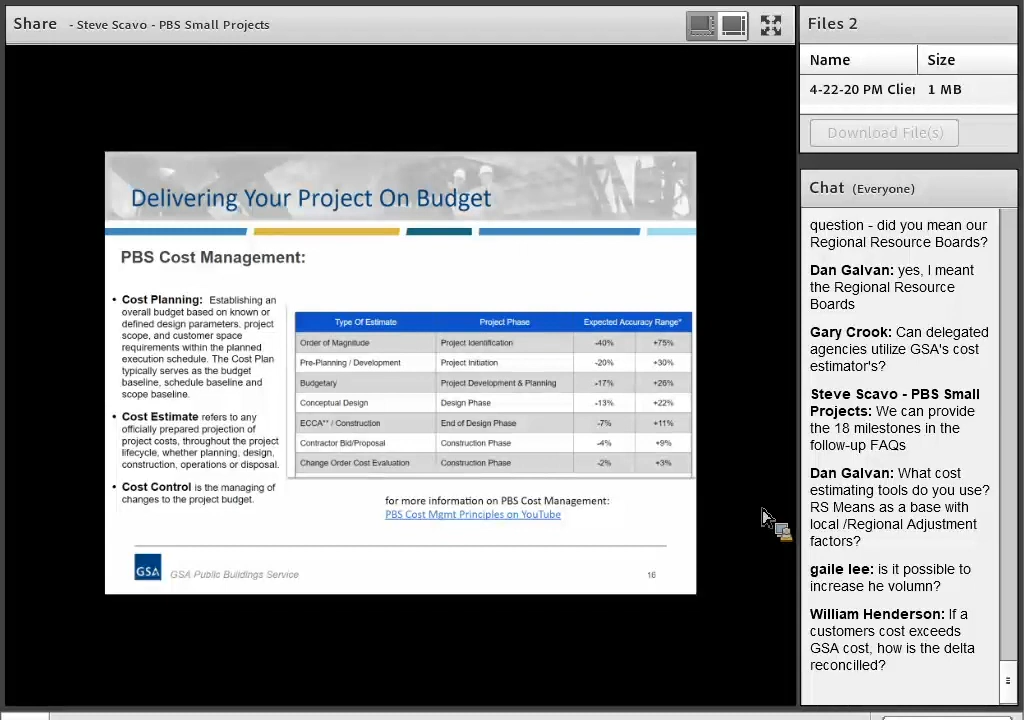 Share - Steve Scavo - PBS Small Projects
Delivering Your Project On Budget
PBS Cost Management:
• Cost Planning: Establishing an
overall budget based on known or
defined design parameters, project
scope, and customer space
requirements within the planned
execution schedule. The Cost Plan
typically serves as the budget
baseline, schedule baseline and
scope baseline.
• Cost Estimate refers to any
officially prepared projection of
project costs, throughout the project
lifecycle, whether planning, design,
construction, operations or disposal.
• Cost Control is the managing of
changes to the project budget.
Type Of Estimate Project Phase Expected Accuracy Range*
Order of Magnitude Project Identification -40% +75%
Pre-Planning / Development Project Initiation -20% +30%
Budgetary Project Development & Planning -17% +26%
Conceptual Design Design Phase -13% +22%
ECCA** / Construction End of Design Phase -7% +11%
Contractor Bid/Proposal Construction Phase -4% +9%
Change Order Cost Evaluation Construction Phase -2% +3%
for more information on PBS Cost Management:
PBS Cost Mgmt Principles on YouTube
GSA GSA Public Buildings Service 16
Files 2
Name Size
4-22-20 PM Clier 1 MB
Download File(s)
Chat (Everyone)
question - did you mean our
Regional Resource Boards?
Dan Galvan: yes, I meant
the Regional Resource
Boards
Gary Crook: Can delegated
agencies utilize GSA's cost
estimator's?
Steve Scavo - PBS Small
Projects: We can provide
the 18 milestones in the
follow-up FAQs
Dan Galvan: What cost
estimating tools do you use?
RS Means as a base with
local /Regional Adjustment
factors?
gaile lee: is it possible to
increase he volumn?
William Henderson: If a
customers cost exceeds
GSA cost, how is the delta
reconcilled?